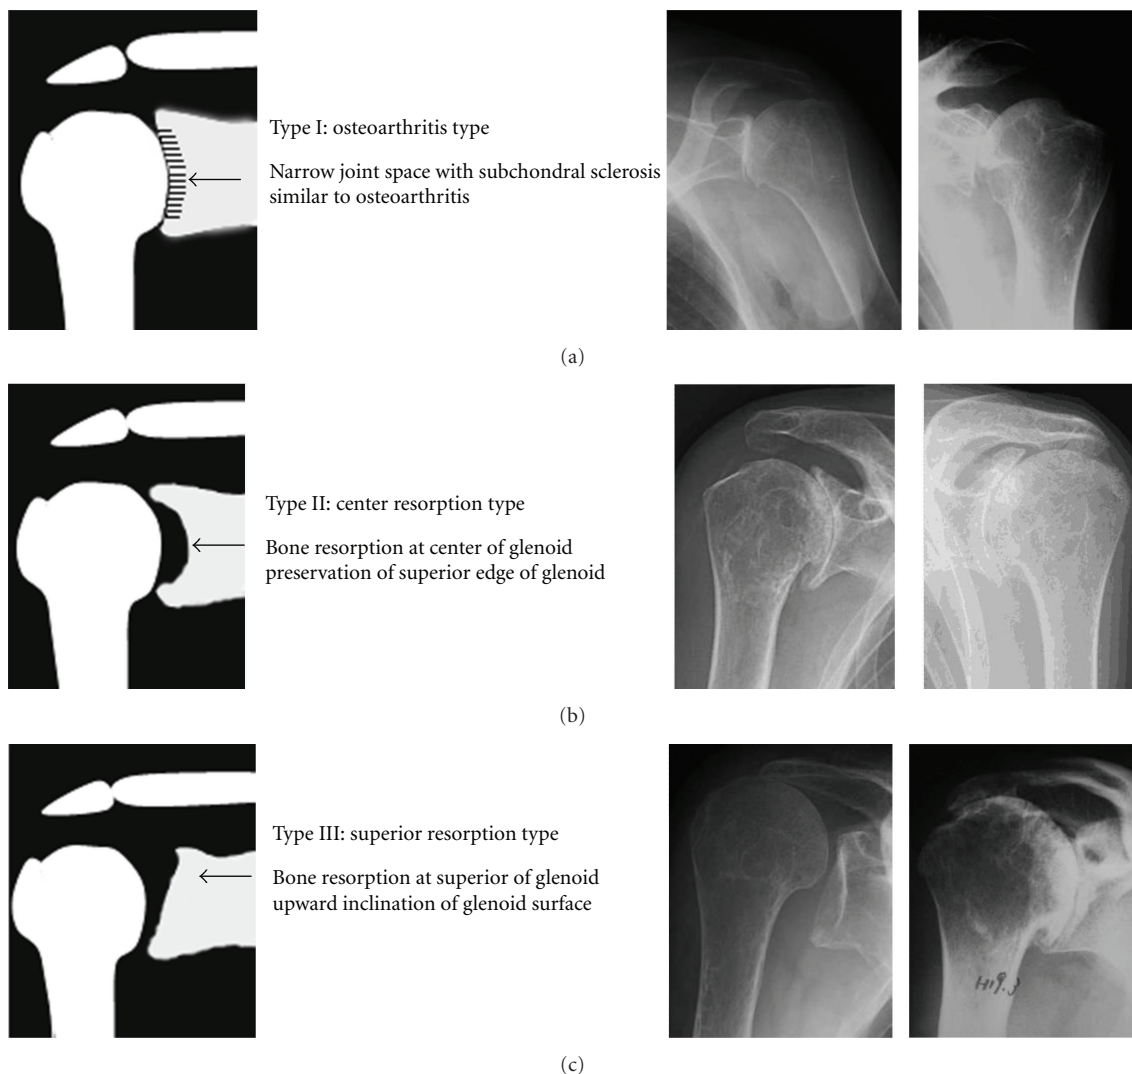 Type I: osteoarthritis type
Narrow joint space with subchondral sclerosis
similar to osteoarthritis
(a)
Type II: center resorption type
Bone resorption at center of glenoid
preservation of superior edge of glenoid
(b)
Type III: superior resorption type
Bone resorption at superior of glenoid
upward inclination of glenoid surface
H19.3
(c)